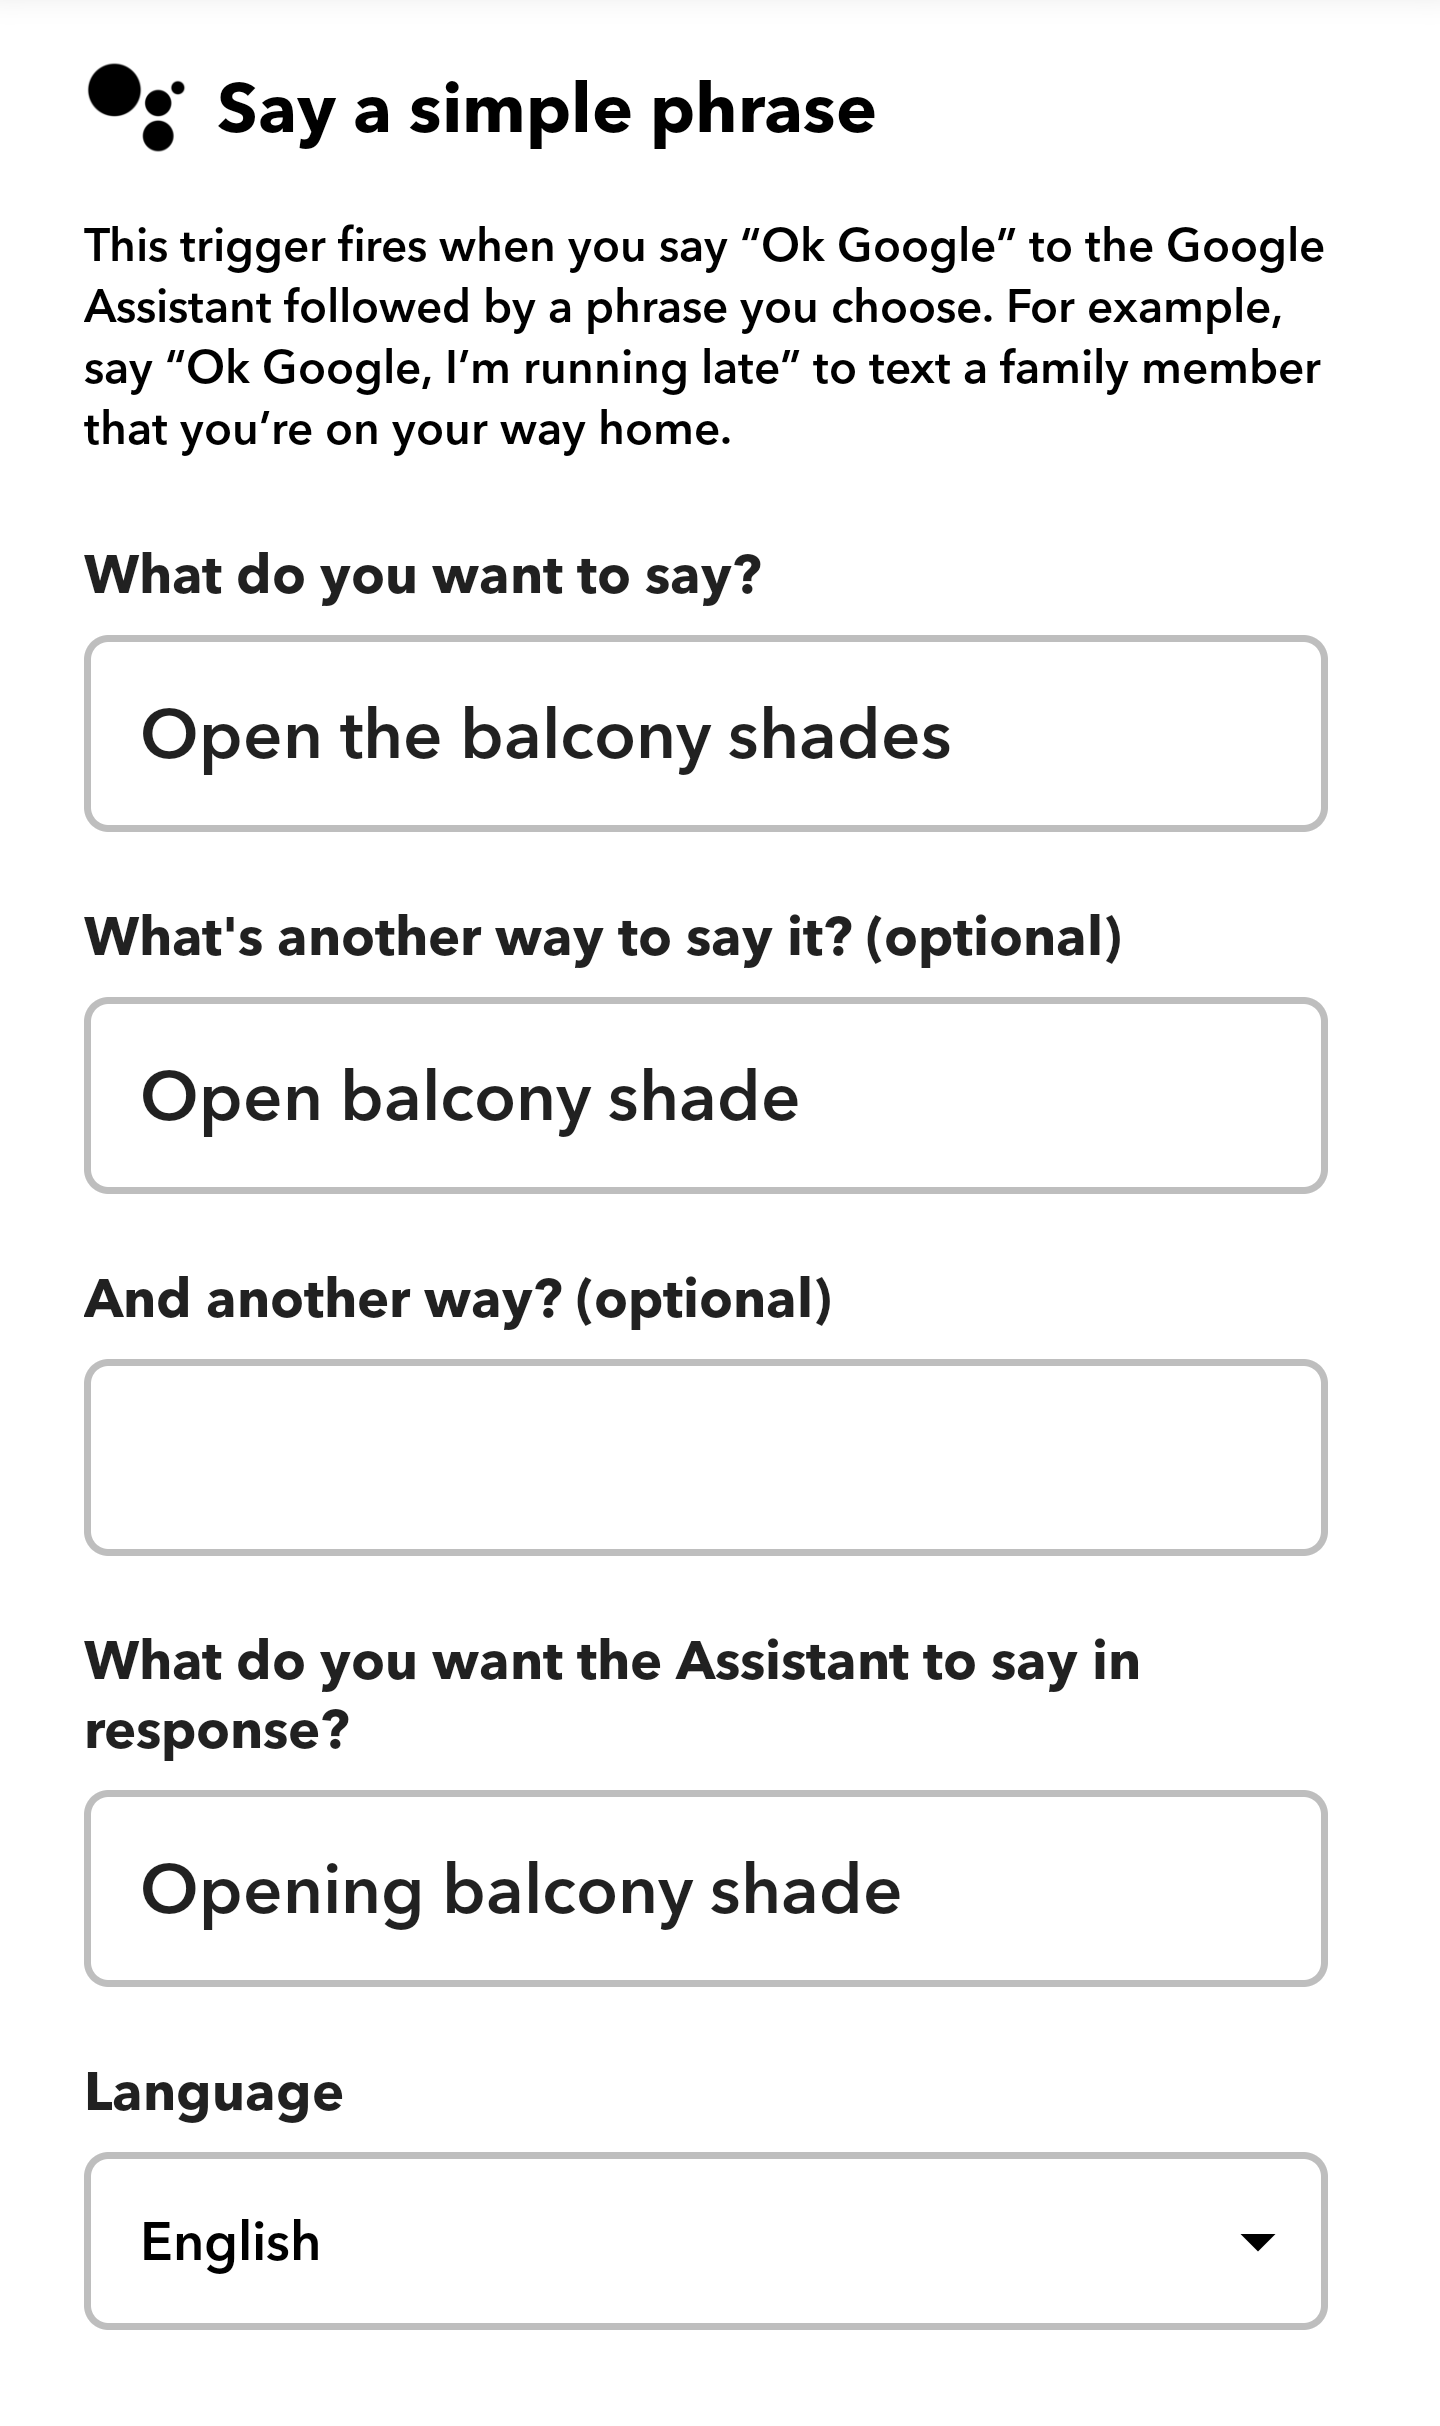 Say a simple phrase
This trigger fires when you say “Ok Google” to the Google
Assistant followed by a phrase you choose. For example,
say “Ok Google, I’m running late” to text a family member
that you’re on your way home.
What do you want to say?
Open the balcony shades
What's another way to say it? (optional)
Open balcony shade
And another way? (optional)
What do you want the Assistant to say in
response?
Opening balcony shade
Language
English